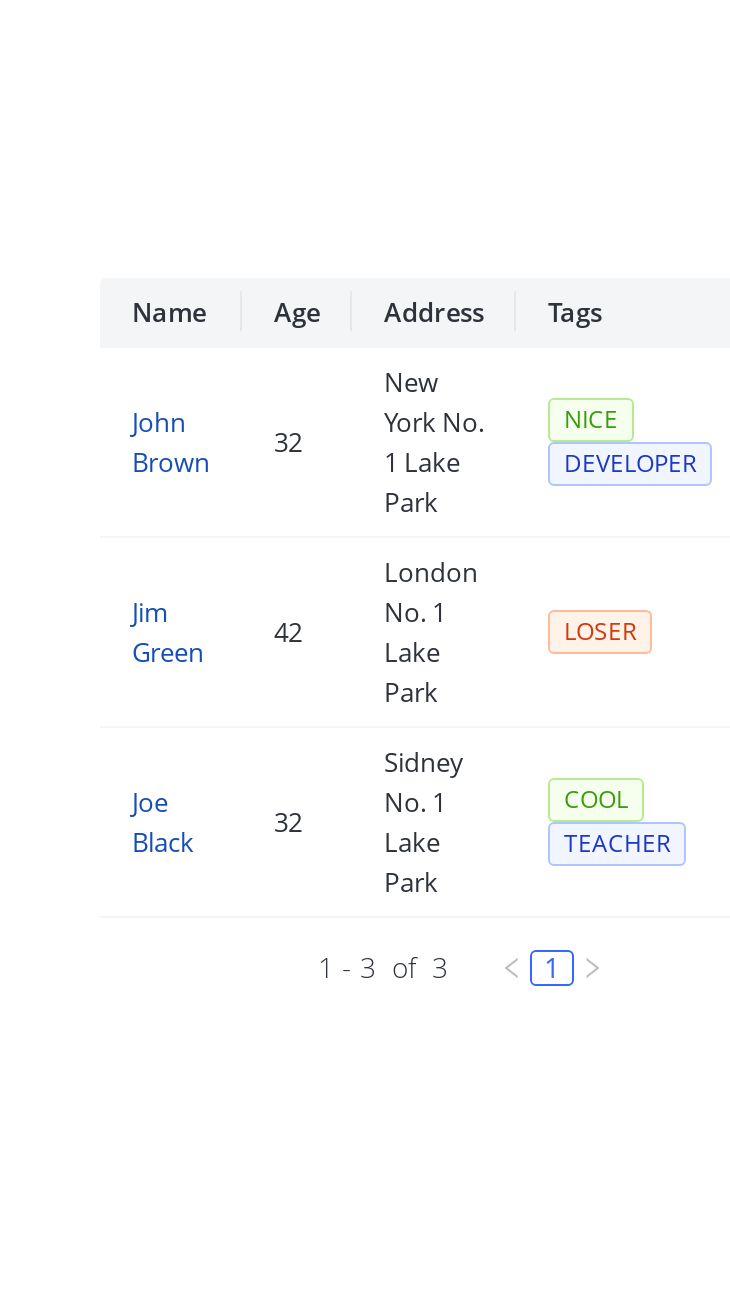 Name Age Address Tags
John
Brown
32
New
York No.
1 Lake
Park
NICE
DEVELOPER
Jim
Green
42
London
No. 1
Lake
Park
LOSER
Joe
Black
32
Sidney
No. 1
Lake
Park
COOL
TEACHER
1 - 3 of 3 < 1 >